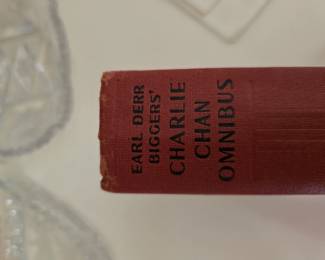 EARL DERR
BIGGERS'
CHARLIE
CHAN
OMNIBUS